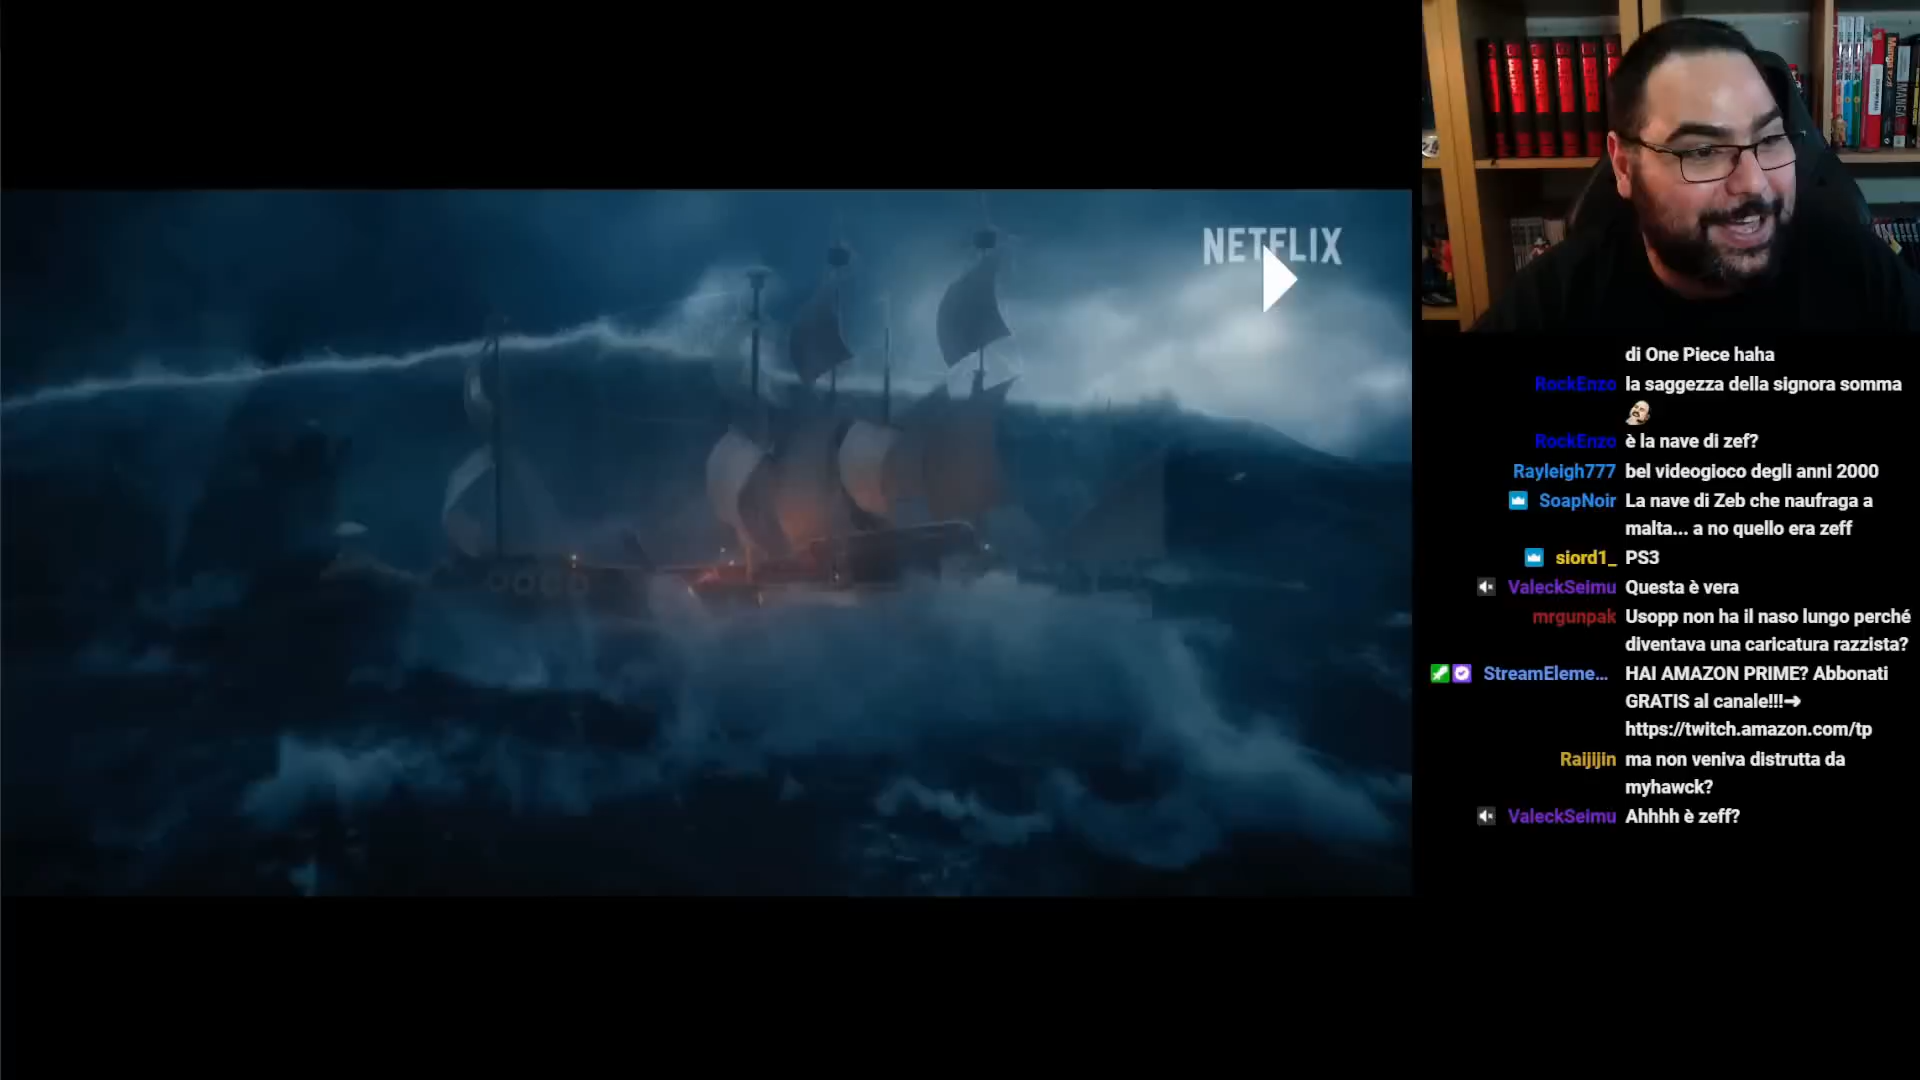 NETFLIX
di One Piece haha
RockEnzo la saggezza della signora somma
RockEnzo è la nave di zef?
Rayleigh777 bel videogioco degli anni 2000
SoapNoir La nave di Zeb che naufraga a
malta... a no quello era zeff
siord1_ PS3
ValeckSeimu Questa è vera
mrgunpak Usopp non ha il naso lungo perché
diventava una caricatura razzista?
StreamEleme... HAI AMAZON PRIME? Abbonati
GRATIS al canale!!!➜
https://twitch.amazon.com/tp
Raijijin ma non veniva distrutta da
myhawck?
ValeckSeimu Ahhhh è zeff?